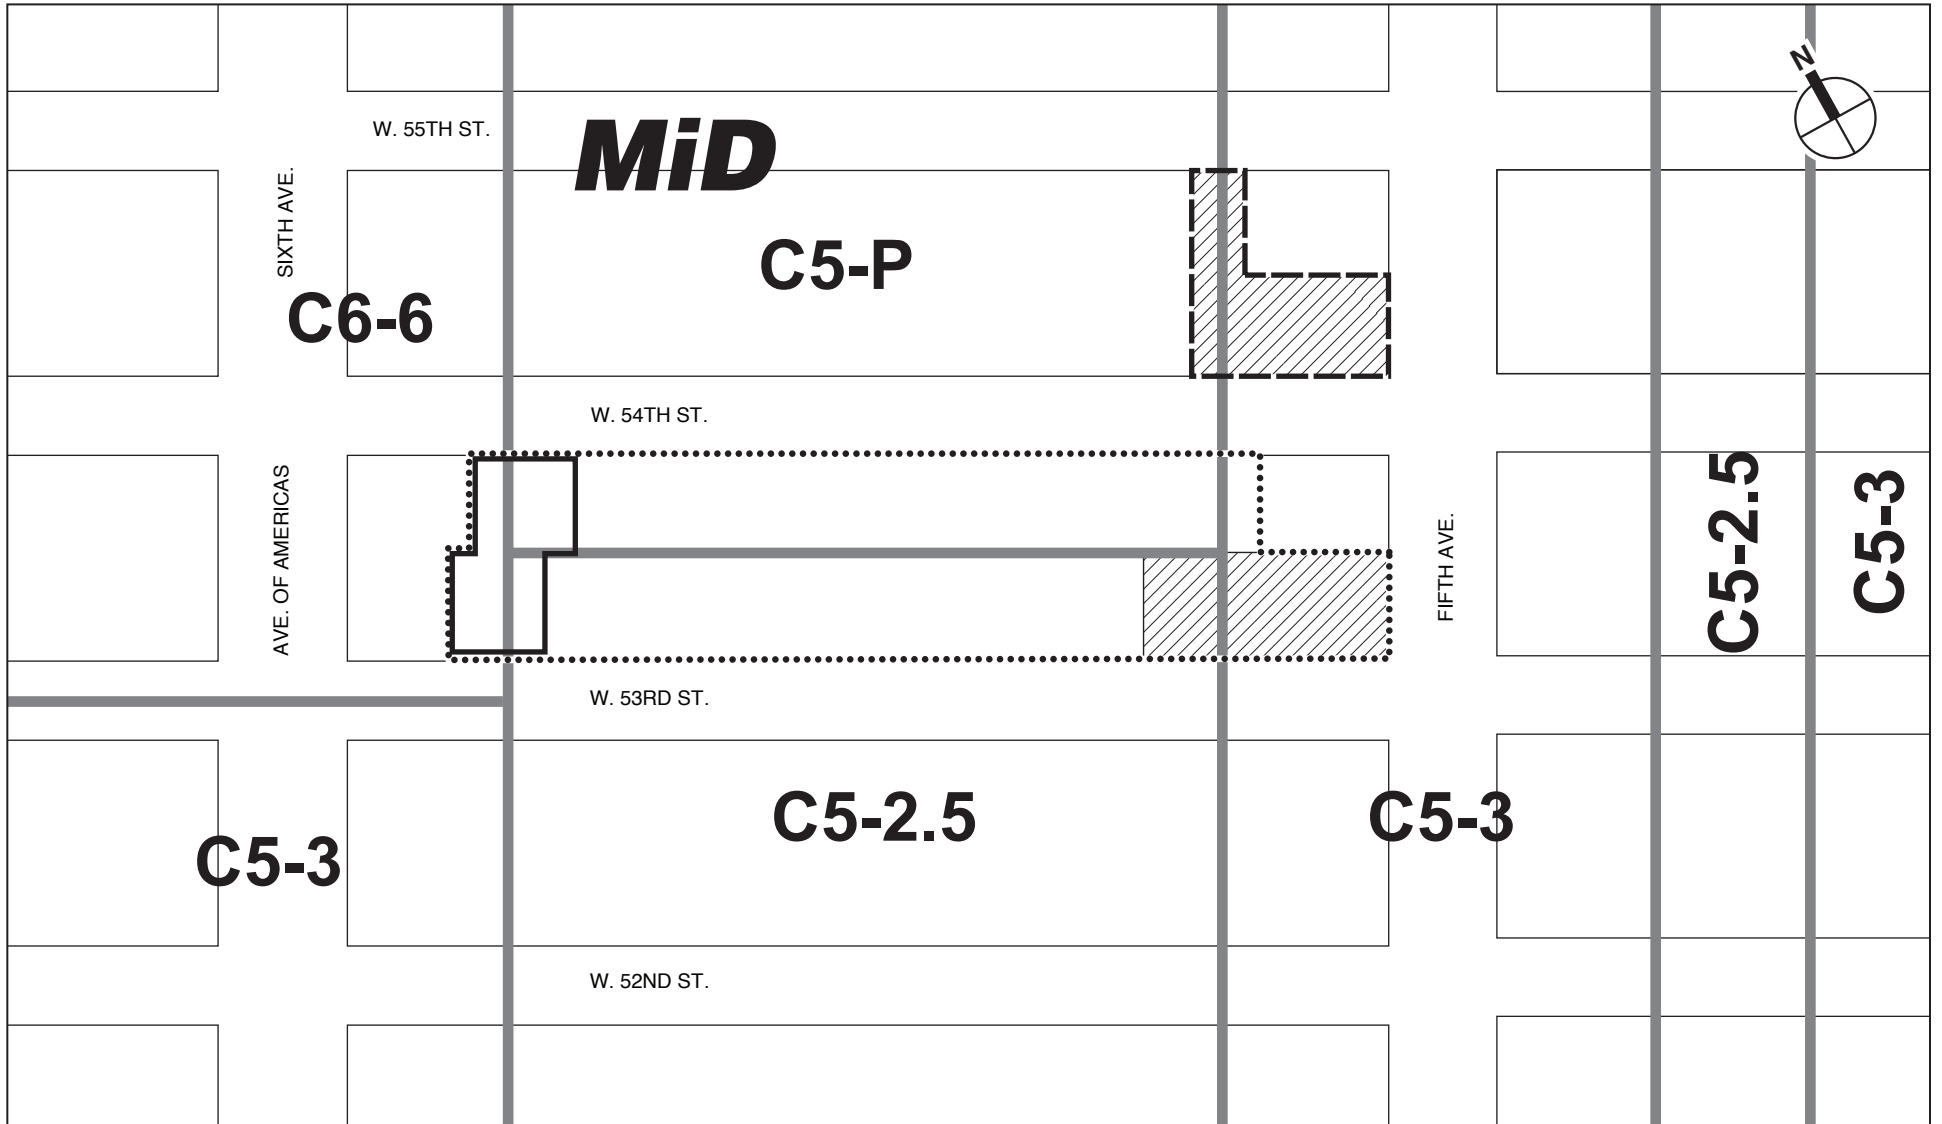 N
W. 55TH ST.
MiD
SIXTH AVE.
C5-P
C6-6
W. 54TH ST.
AVE. OF AMERICAS
FIFTH AVE.
C5-2.5
C5-3
W. 53RD ST.
C5-2.5
C5-3
C5-3
W. 52ND ST.